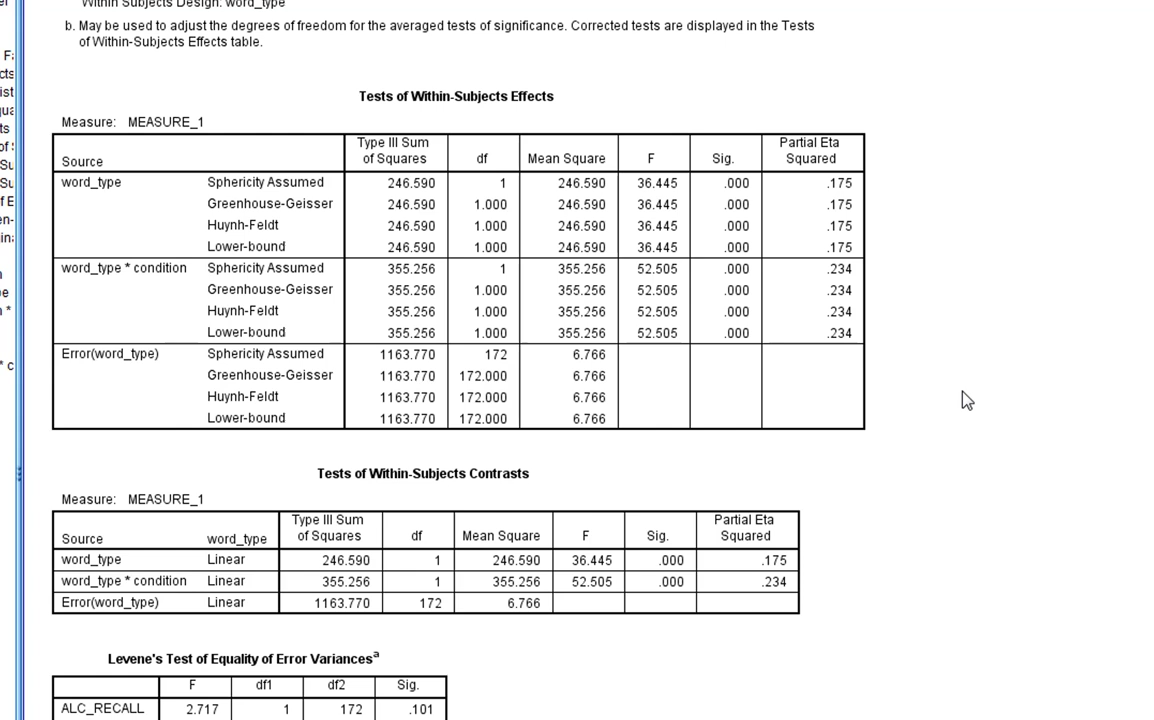 Within Subjects Design: word_type
b. May be used to adjust the degrees of freedom for the averaged tests of significance. Corrected tests are displayed in the Tests
of Within-Subjects Effects table.
Tests of Within-Subjects Effects
Measure: MEASURE_1
Source Type III Sum of Squares df Mean Square F Sig. Partial Eta Squared
word_type Sphericity Assumed 246.590 1 246.590 36.445 .000 .175
Greenhouse-Geisser 246.590 1.000 246.590 36.445 .000 .175
Huynh-Feldt 246.590 1.000 246.590 36.445 .000 .175
Lower-bound 246.590 1.000 246.590 36.445 .000 .175
word_type * condition Sphericity Assumed 355.256 1 355.256 52.505 .000 .234
Greenhouse-Geisser 355.256 1.000 355.256 52.505 .000 .234
Huynh-Feldt 355.256 1.000 355.256 52.505 .000 .234
Lower-bound 355.256 1.000 355.256 52.505 .000 .234
Error(word_type) Sphericity Assumed 1163.770 172 6.766
Greenhouse-Geisser 1163.770 172.000 6.766
Huynh-Feldt 1163.770 172.000 6.766
Lower-bound 1163.770 172.000 6.766
Tests of Within-Subjects Contrasts
Measure: MEASURE_1
Source word_type Type III Sum of Squares df Mean Square F Sig. Partial Eta Squared
word_type Linear 246.590 1 246.590 36.445 .000 .175
word_type * condition Linear 355.256 1 355.256 52.505 .000 .234
Error(word_type) Linear 1163.770 172 6.766
Levene's Test of Equality of Error Variancesa
F df1 df2 Sig.
ALC_RECALL 2.717 1 172 .101